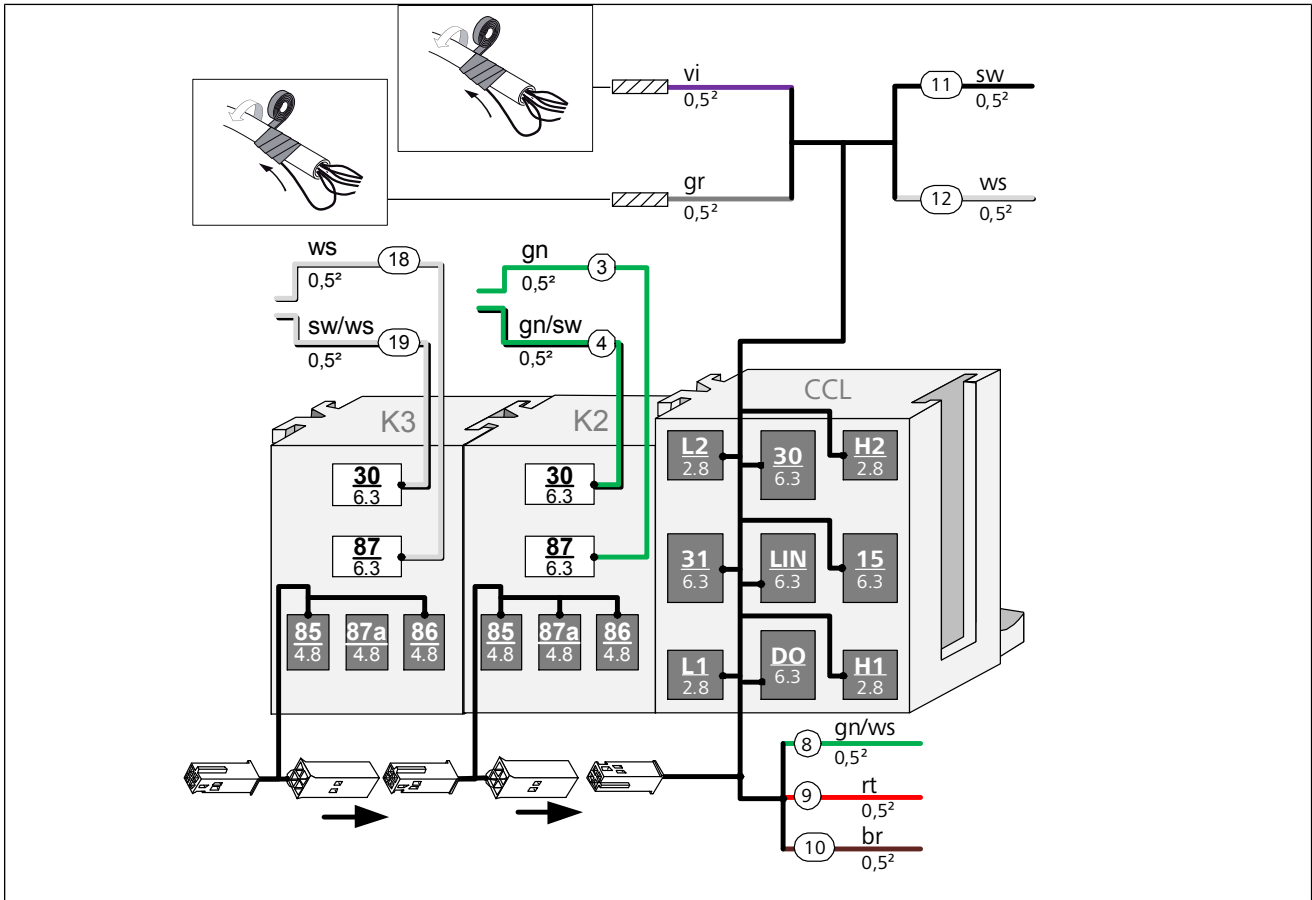 vi
0,5²
11
sw
0,5²
gr
0,5²
12
ws
0,5²
ws
18
0,5²
sw/ws
19
0,5²
gn
3
0,5²
gn/sw
4
0,5²
K3
K2
CCL
30
6.3
87
6.3
85
4.8
87a
4.8
86
4.8
30
6.3
87
6.3
85
4.8
87a
4.8
86
4.8
L2
2.8
30
6.3
H2
2.8
31
6.3
LIN
6.3
15
6.3
L1
2.8
DO
6.3
H1
2.8
8
gn/ws
0,5²
9
rt
0,5²
10
br
0,5²